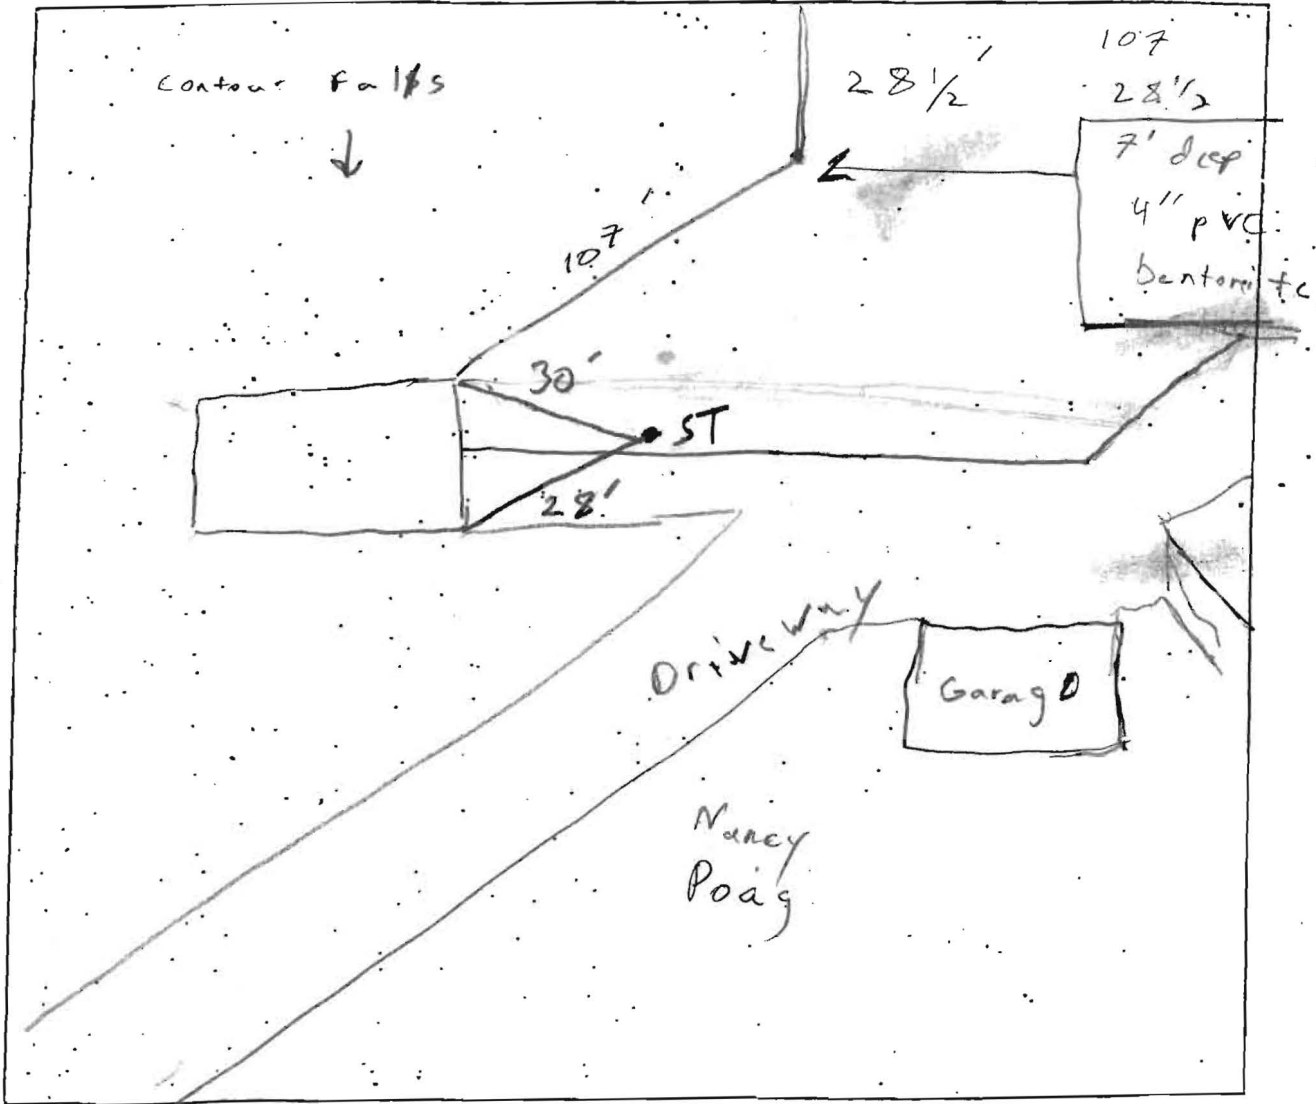 Contour Falls
28 1/2'
107
28 1/2
7' deep
4" pvc
bentonite
107'
30'
ST
28'
Driveway
Garage
Nancy
Poag